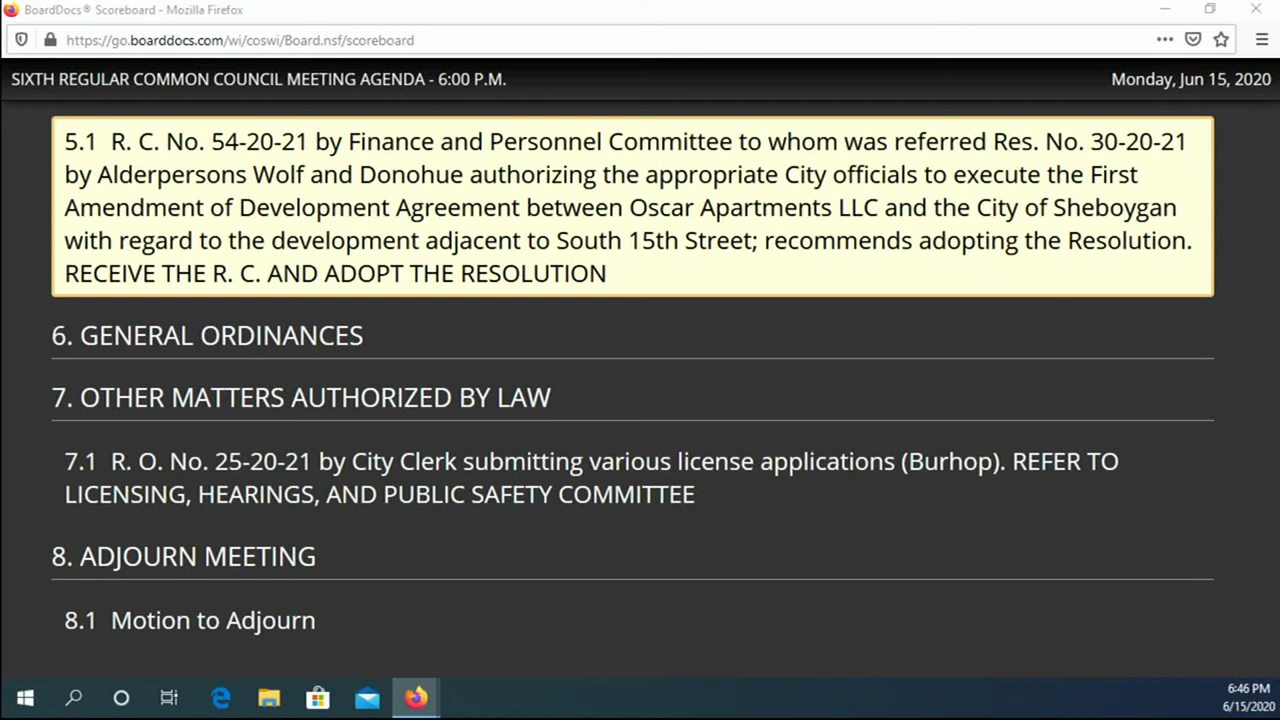 BoardDocs® Scoreboard - Mozilla Firefox
https://go.boarddocs.com/wi/coswi/Board.nsf/scoreboard
SIXTH REGULAR COMMON COUNCIL MEETING AGENDA - 6:00 P.M.
Monday, Jun 15, 2020
5.1 R. C. No. 54-20-21 by Finance and Personnel Committee to whom was referred Res. No. 30-20-21
by Alderpersons Wolf and Donohue authorizing the appropriate City officials to execute the First
Amendment of Development Agreement between Oscar Apartments LLC and the City of Sheboygan
with regard to the development adjacent to South 15th Street; recommends adopting the Resolution.
RECEIVE THE R. C. AND ADOPT THE RESOLUTION
6. GENERAL ORDINANCES
7. OTHER MATTERS AUTHORIZED BY LAW
7.1 R. O. No. 25-20-21 by City Clerk submitting various license applications (Burhop). REFER TO
LICENSING, HEARINGS, AND PUBLIC SAFETY COMMITTEE
8. ADJOURN MEETING
8.1 Motion to Adjourn
6:46 PM
6/15/2020